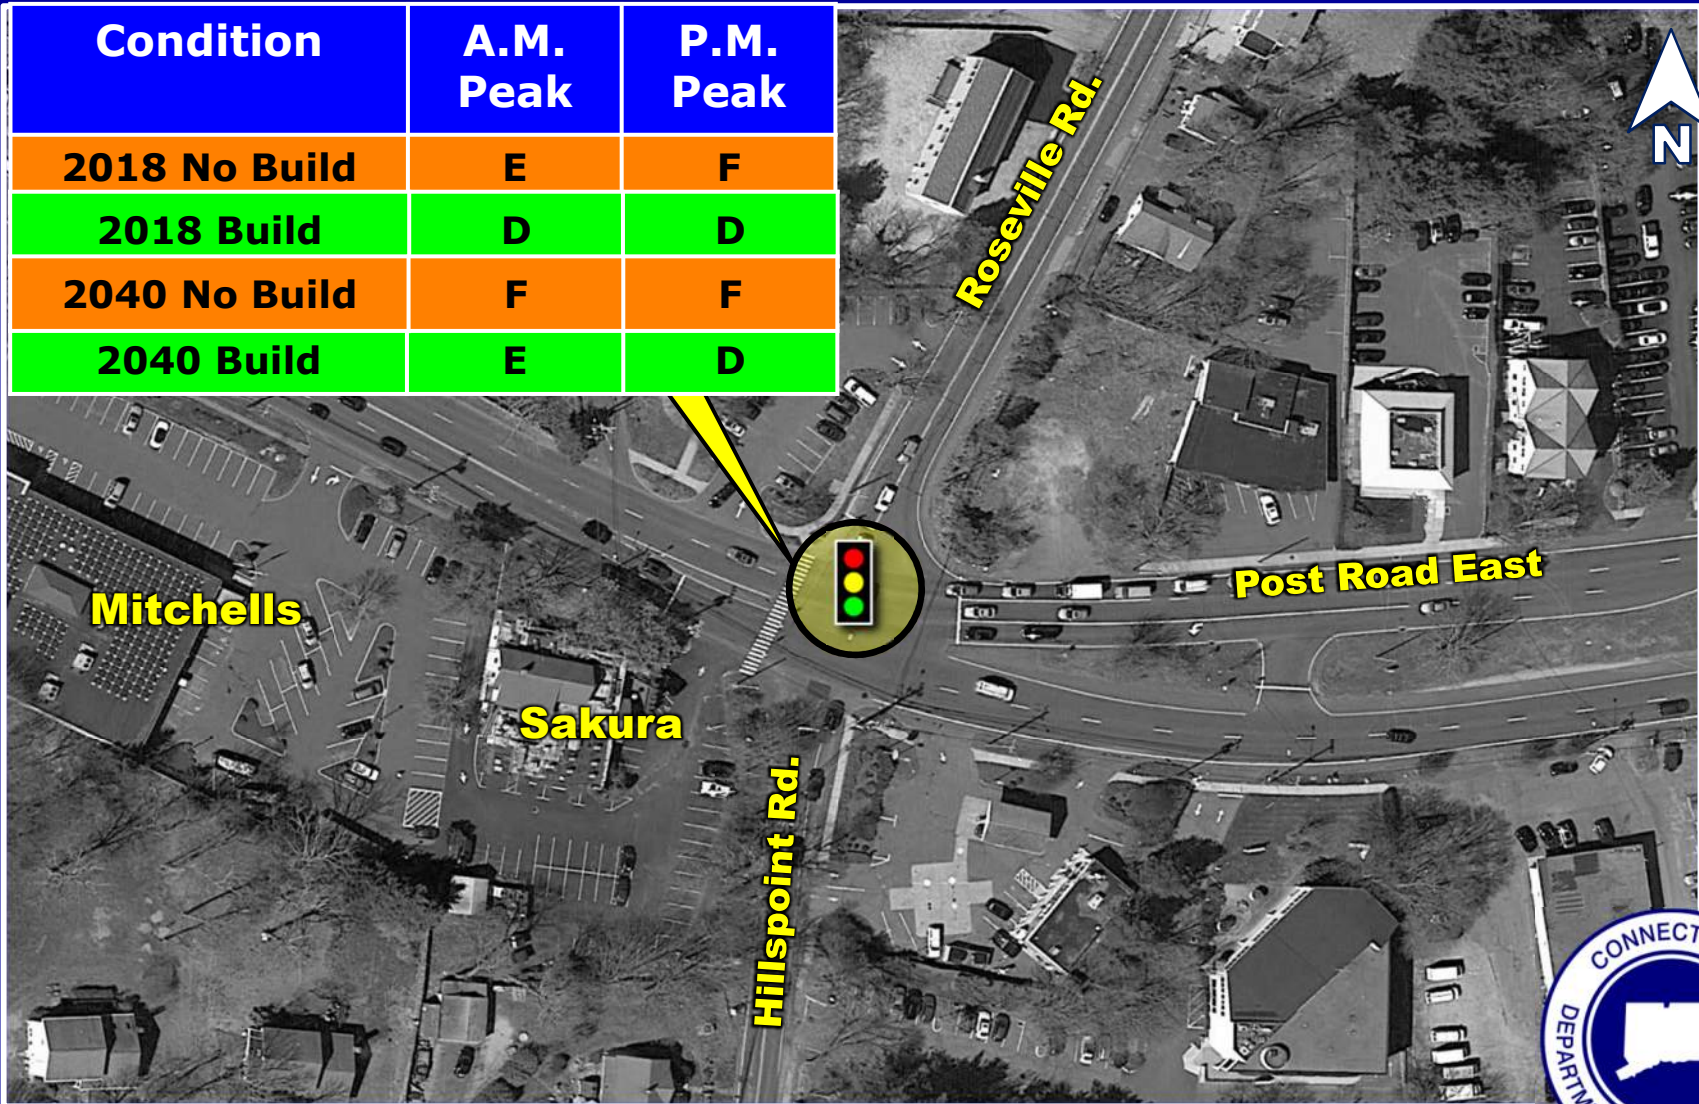 Condition A.M. Peak P.M. Peak
2018 No Build E F
2018 Build D D
2040 No Build F F
2040 Build E D
N
Roseville Rd.
Post Road East
Mitchells
Sakura
Hillspoint Rd.
CONNECT
DEPARTM